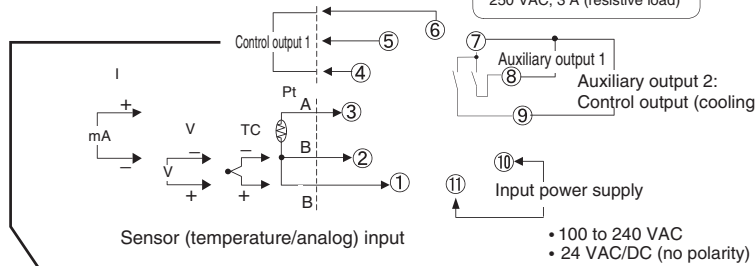 250 VAC, 3 A (resistive load)
Control output 1
⑥
⑤
④
⑦
Auxiliary output 1
⑧
⑨
Auxiliary output 2:
Control output (cooling
I
+
mA
−
V
−
V
+
TC
−
+
Pt
A
③
B
②
①
B
⑩
⑪
Input power supply
Sensor (temperature/analog) input
• 100 to 240 VAC
• 24 VAC/DC (no polarity)